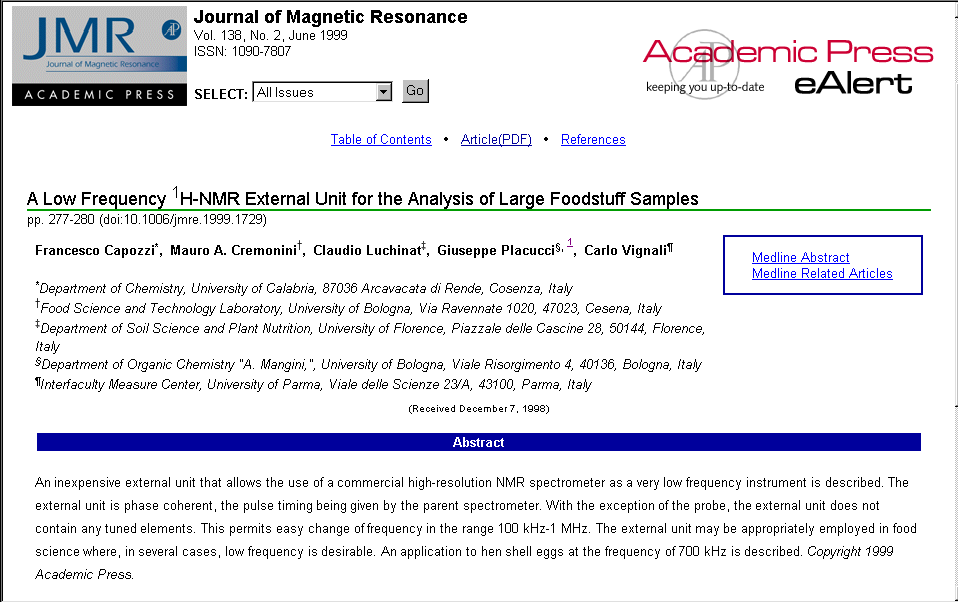 JMR
Journal of Magnetic Resonance
AP
ACADEMIC PRESS
Journal of Magnetic Resonance
Vol. 138, No. 2, June 1999
ISSN: 1090-7807
SELECT: All Issues Go
AP
Academic Press
keeping you up-to-date eAlert
Table of Contents • Article(PDF) • References
A Low Frequency ¹H-NMR External Unit for the Analysis of Large Foodstuff Samples
pp. 277-280 (doi:10.1006/jmre.1999.1729)
Francesco Capozzi*, Mauro A. Cremonini†, Claudio Luchinat‡, Giuseppe Placucci§, 1, Carlo Vignali¶
Medline Abstract
Medline Related Articles
*Department of Chemistry, University of Calabria, 87036 Arcavacata di Rende, Cosenza, Italy
†Food Science and Technology Laboratory, University of Bologna, Via Ravennate 1020, 47023, Cesena, Italy
‡Department of Soil Science and Plant Nutrition, University of Florence, Piazzale delle Cascine 28, 50144, Florence,
Italy
§Department of Organic Chemistry "A. Mangini,", University of Bologna, Viale Risorgimento 4, 40136, Bologna, Italy
¶Interfaculty Measure Center, University of Parma, Viale delle Scienze 23/A, 43100, Parma, Italy
(Received December 7, 1998)
Abstract
An inexpensive external unit that allows the use of a commercial high-resolution NMR spectrometer as a very low frequency instrument is described. The
external unit is phase coherent, the pulse timing being given by the parent spectrometer. With the exception of the probe, the external unit does not
contain any tuned elements. This permits easy change of frequency in the range 100 kHz-1 MHz. The external unit may be appropriately employed in food
science where, in several cases, low frequency is desirable. An application to hen shell eggs at the frequency of 700 kHz is described. Copyright 1999
Academic Press.